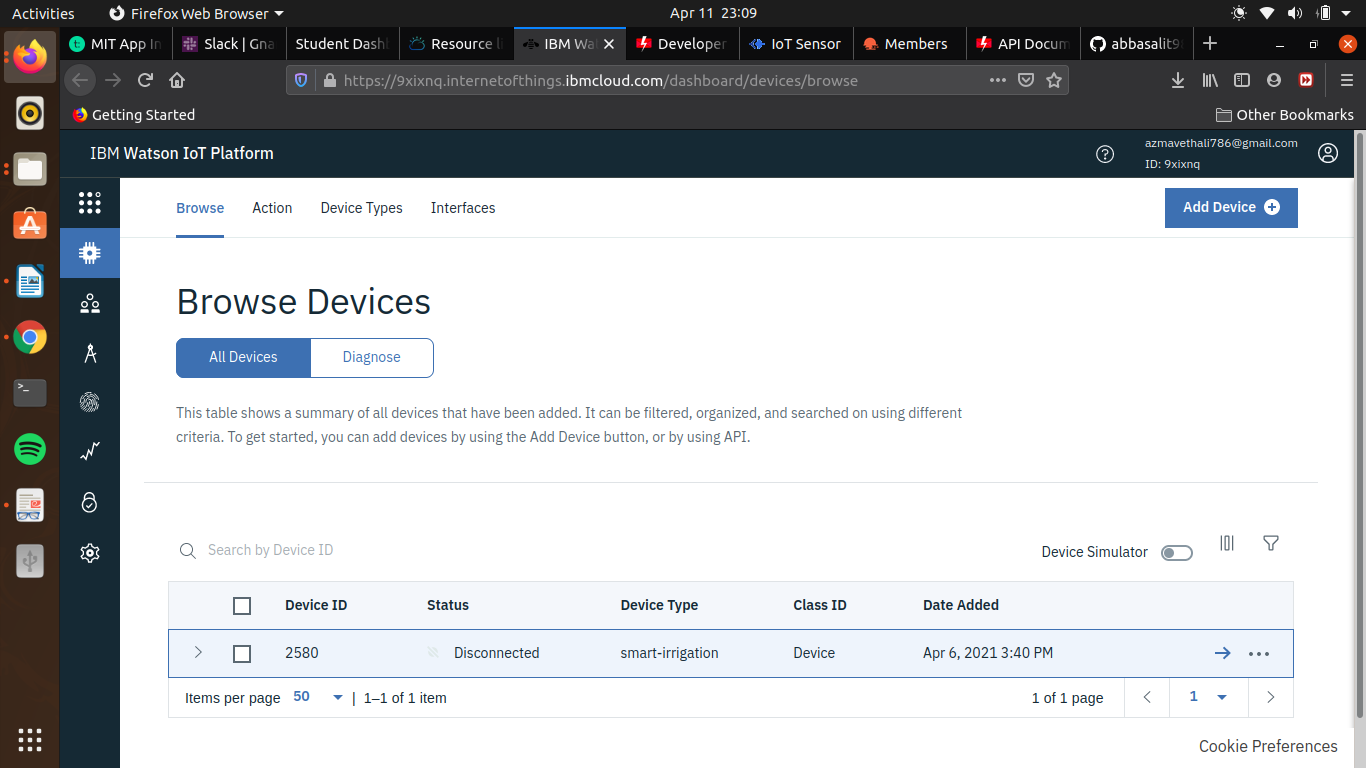 Activities Firefox Web Browser Apr 11 23:09
MIT App In Slack | Gna Student Dash Resource li IBM Wa Developer IoT Sensor Members API Docum abbasalit9
https://9xixnq.internetofthings.ibmcloud.com/dashboard/devices/browse
Getting Started Other Bookmarks
IBM Watson IoT Platform
azmavethali786@gmail.com
ID: 9xixnq
Browse Action Device Types Interfaces Add Device
Browse Devices
All Devices Diagnose
This table shows a summary of all devices that have been added. It can be filtered, organized, and searched on using different
criteria. To get started, you can add devices by using the Add Device button, or by using API.
Search by Device ID Device Simulator
Device ID Status Device Type Class ID Date Added
2580 Disconnected smart-irrigation Device Apr 6, 2021 3:40 PM
Items per page 50 | 1–1 of 1 item 1 of 1 page 1
Cookie Preferences